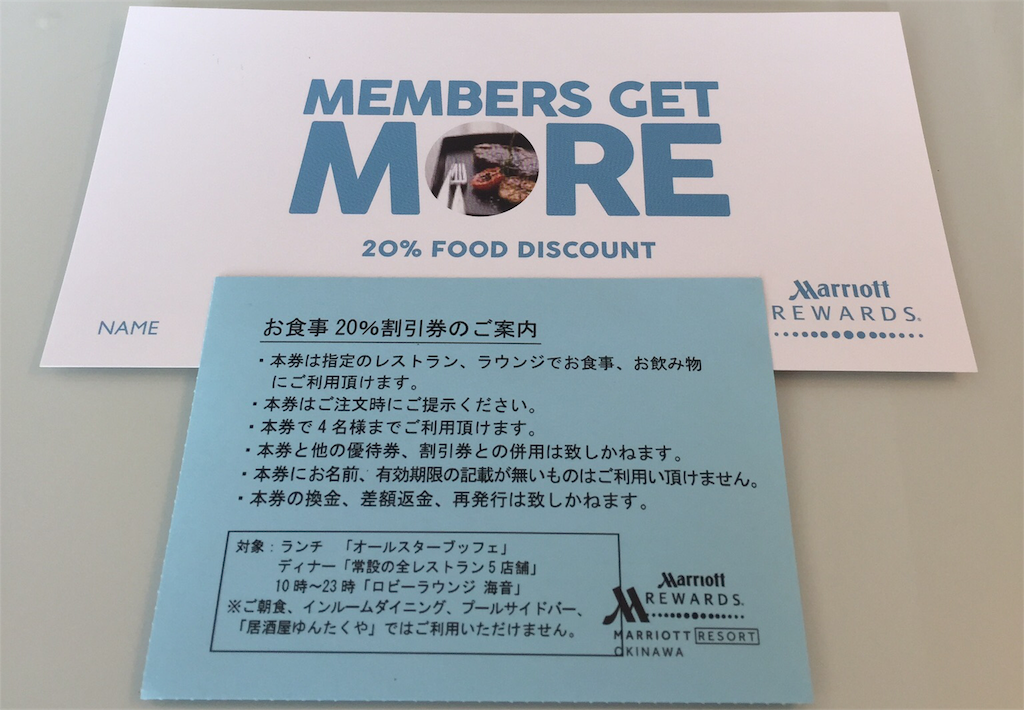 MEMBERS GET
MORE
20% FOOD DISCOUNT
NAME
Marriott
REWARDS®
お食事20%割引券のご案内
・本券は指定のレストラン、ラウンジでお食事、お飲み物
にご利用頂けます。
・本券はご注文時にご提示ください。
・本券で4名様までご利用頂けます。
・本券と他の優待券、割引券との併用は致しかねます。
・本券にお名前、有効期限の記載が無いものはご利用い頂けません。
・本券の換金、差額返金、再発行は致しかねます。
対象:ランチ 「オールスターブッフェ」
ディナー「常設の全レストラン5店舗」
10時~23時「ロビーラウンジ 海音」
※ご朝食、インルームダイニング、プールサイドバー、
「居酒屋ゆんたくや」ではご利用いただけません。
Marriott
REWARDS®
MARRIOTT RESORT
OKINAWA